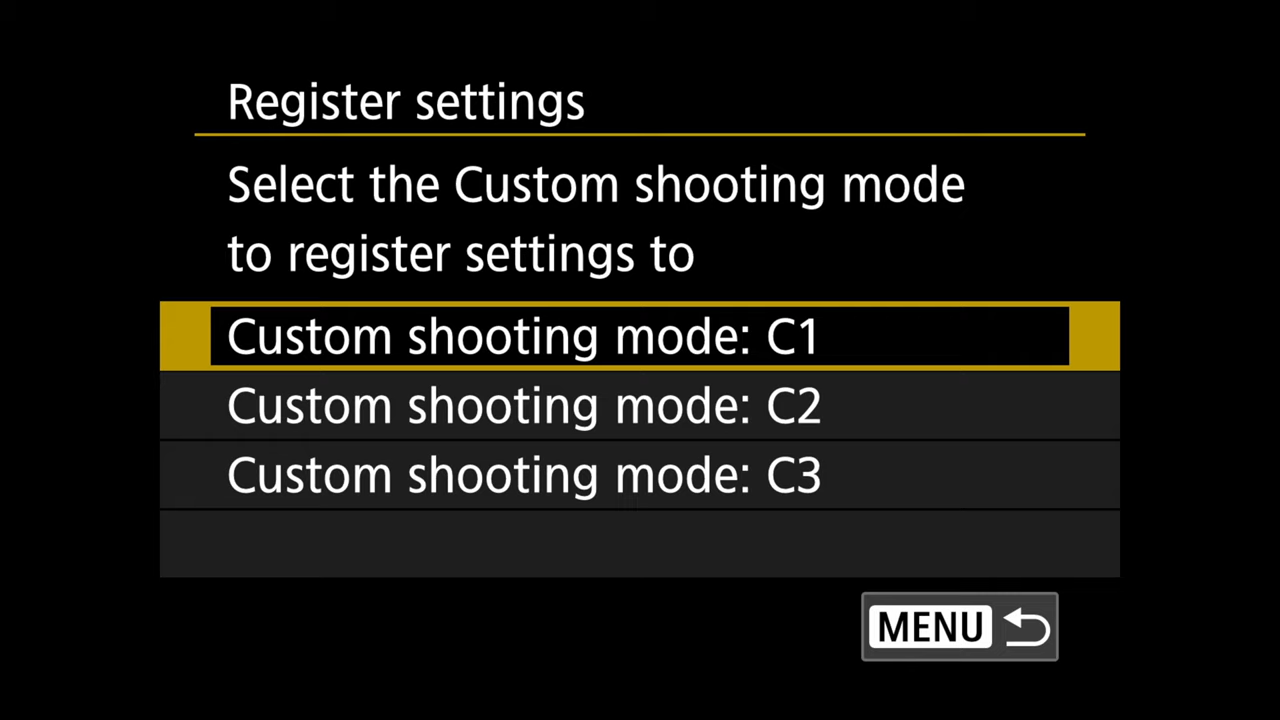 Register settings
Select the Custom shooting mode
to register settings to
Custom shooting mode: C1
Custom shooting mode: C2
Custom shooting mode: C3
MENU